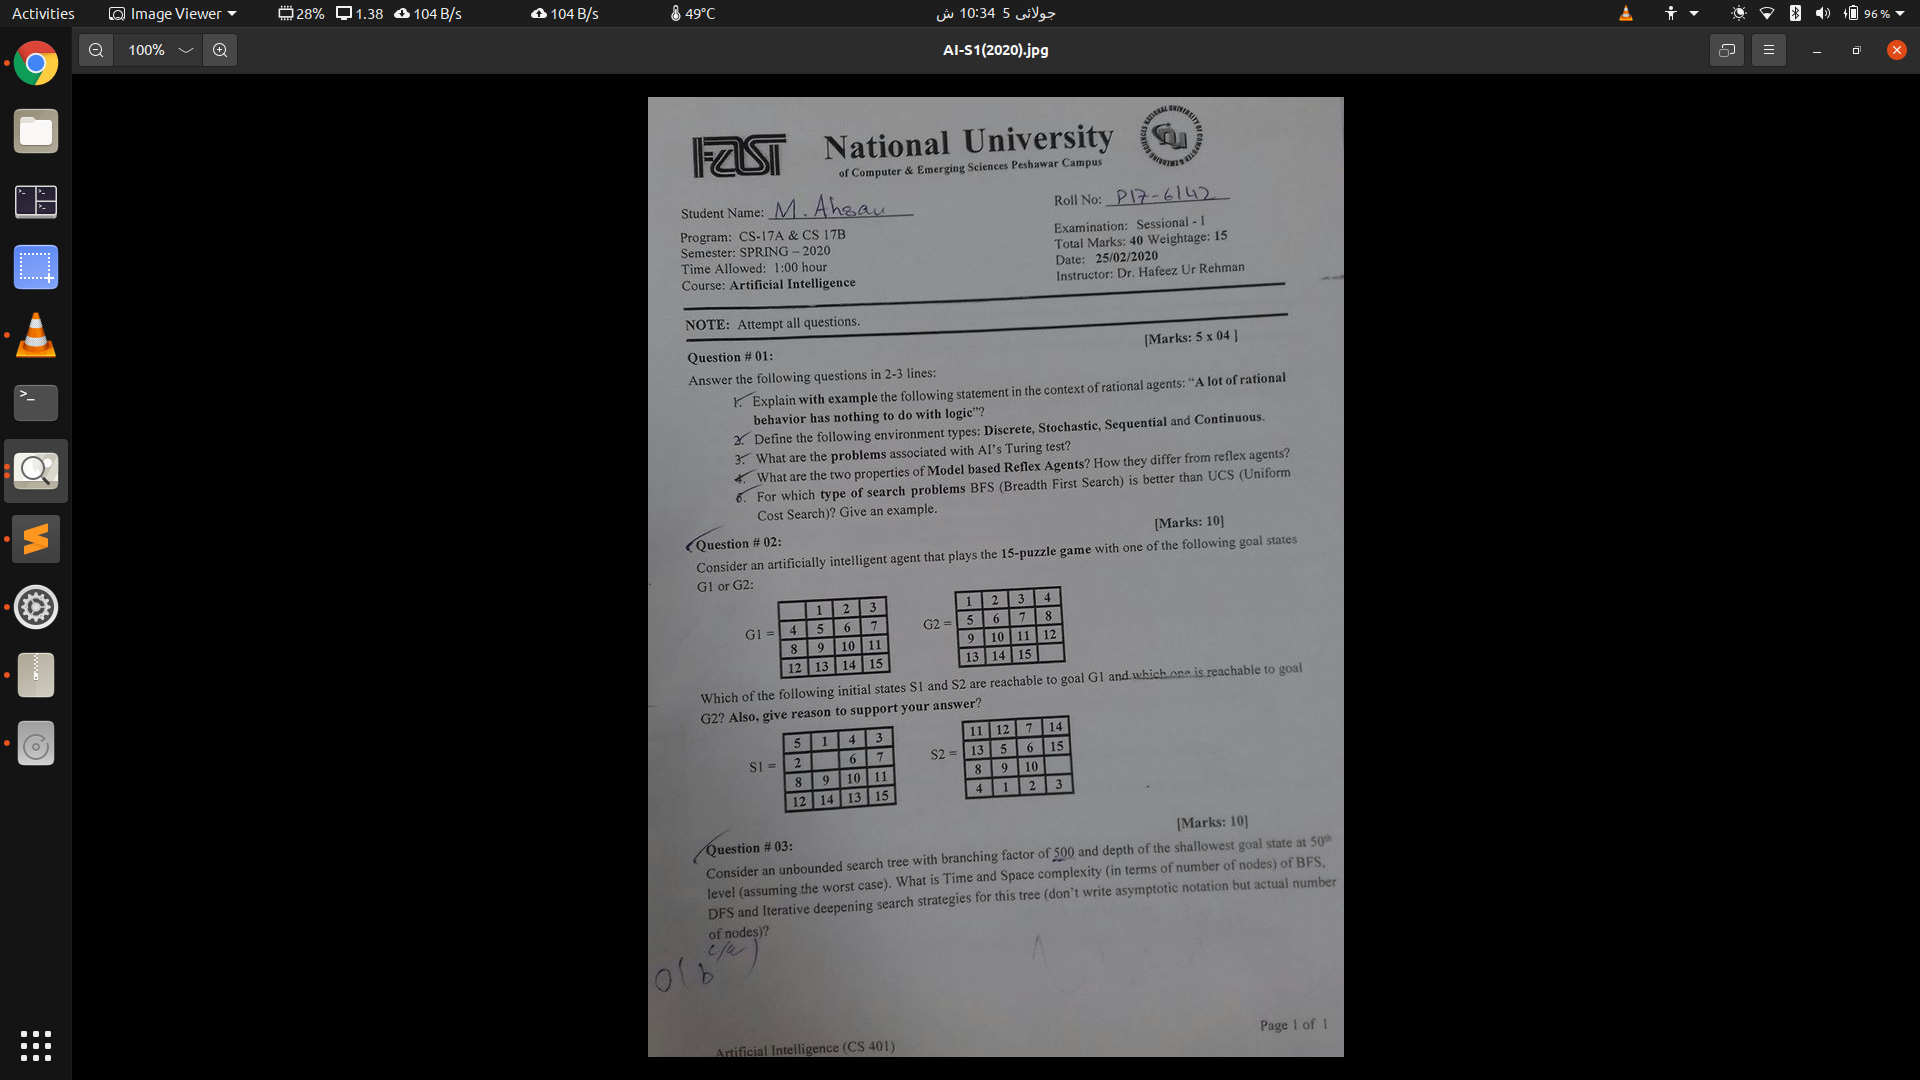 Activities Image Viewer 28% 1.38 104 B/s 104 B/s 49°C جولائی 5 10:34 ش 96 %
100% AI-S1(2020).jpg
FAST National University
of Computer & Emerging Sciences Peshawar Campus
Student Name: M. Ahsan Roll No: P17-6142
Program: CS-17A & CS 17B Examination: Sessional - I
Semester: SPRING – 2020 Total Marks: 40 Weightage: 15
Time Allowed: 1:00 hour Date: 25/02/2020
Course: Artificial Intelligence Instructor: Dr. Hafeez Ur Rehman
NOTE: Attempt all questions.
Question # 01: [Marks: 5 x 04 ]
Answer the following questions in 2-3 lines:
1. Explain with example the following statement in the context of rational agents: “A lot of rational
behavior has nothing to do with logic”?
2. Define the following environment types: Discrete, Stochastic, Sequential and Continuous.
3. What are the problems associated with AI’s Turing test?
4. What are the two properties of Model based Reflex Agents? How they differ from reflex agents?
5. For which type of search problems BFS (Breadth First Search) is better than UCS (Uniform
Cost Search)? Give an example.
Question # 02: [Marks: 10]
Consider an artificially intelligent agent that plays the 15-puzzle game with one of the following goal states
G1 or G2:
G1 =
1 2 3
4 5 6 7
8 9 10 11
12 13 14 15
G2 =
1 2 3 4
5 6 7 8
9 10 11 12
13 14 15
Which of the following initial states S1 and S2 are reachable to goal G1 and which one is reachable to goal
G2? Also, give reason to support your answer?
S1 =
5 1 4 3
2 6 7
8 9 10 11
12 14 13 15
S2 =
11 12 7 14
13 5 6 15
8 9 10
4 1 2 3
Question # 03: [Marks: 10]
Consider an unbounded search tree with branching factor of 500 and depth of the shallowest goal state at 50th
level (assuming the worst case). What is Time and Space complexity (in terms of number of nodes) of BFS,
DFS and Iterative deepening search strategies for this tree (don’t write asymptotic notation but actual number
of nodes)?
O(b )
Page 1 of 1
Artificial Intelligence (CS 401)